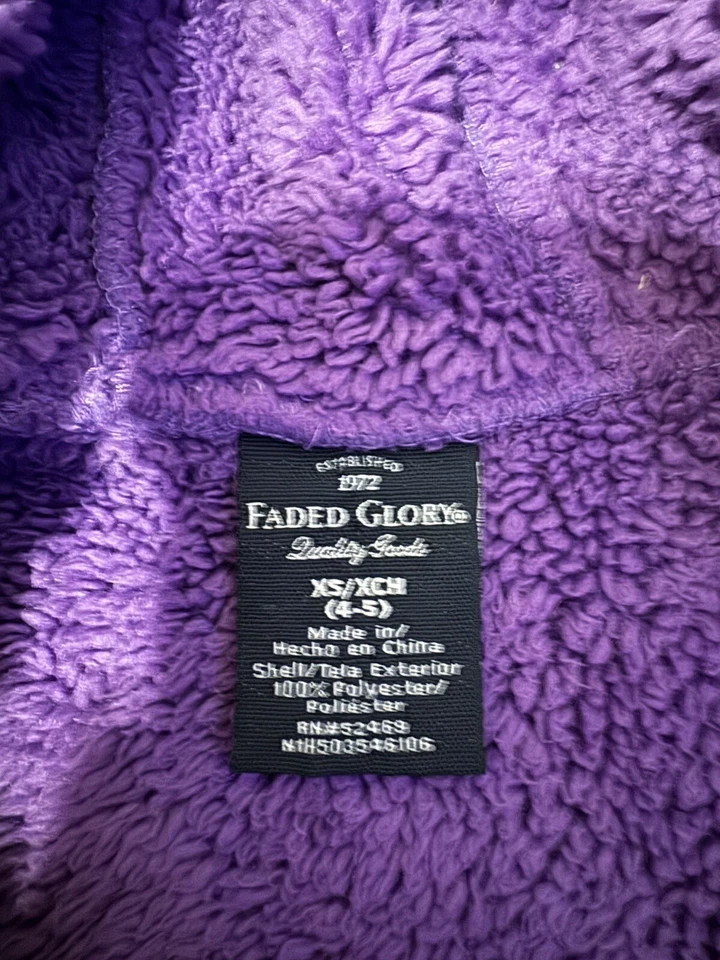 ESTABLISHED
1972
FADED GLORY®
Quality Goods
XS/XCH
(4-5)
Made in/
Hecho en China
Shell/Tela Exterior
100% Polyester/
Poliéster
RN#52469
N1H503546106